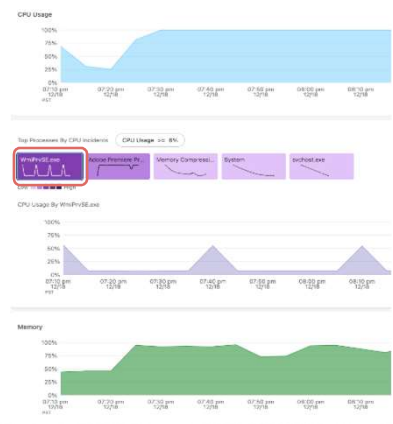 CPU Usage
100%
75%
50%
25%
0%
07:10 pm 07:20 pm 07:30 pm 07:40 pm 07:50 pm 08:00 pm 08:10 pm
12/18 12/18 12/18 12/18 12/18 12/18 12/18
PST
Top Processes By CPU Incidents CPU Usage >= 6%
WmiPrvSE.exe Adobe Premiere Pr... Memory Compressi... System svchost.exe
Low High
CPU Usage By WmiPrvSE.exe
100%
75%
50%
25%
0%
07:10 pm 07:20 pm 07:30 pm 07:40 pm 07:50 pm 08:00 pm 08:10 pm
12/18 12/18 12/18 12/18 12/18 12/18 12/18
PST
Memory
100%
75%
50%
25%
07:10 pm 07:20 pm 07:30 pm 07:40 pm 07:50 pm 08:00 pm 08:10 pm
12/18 12/18 12/18 12/18 12/18 12/18 12/18
PST